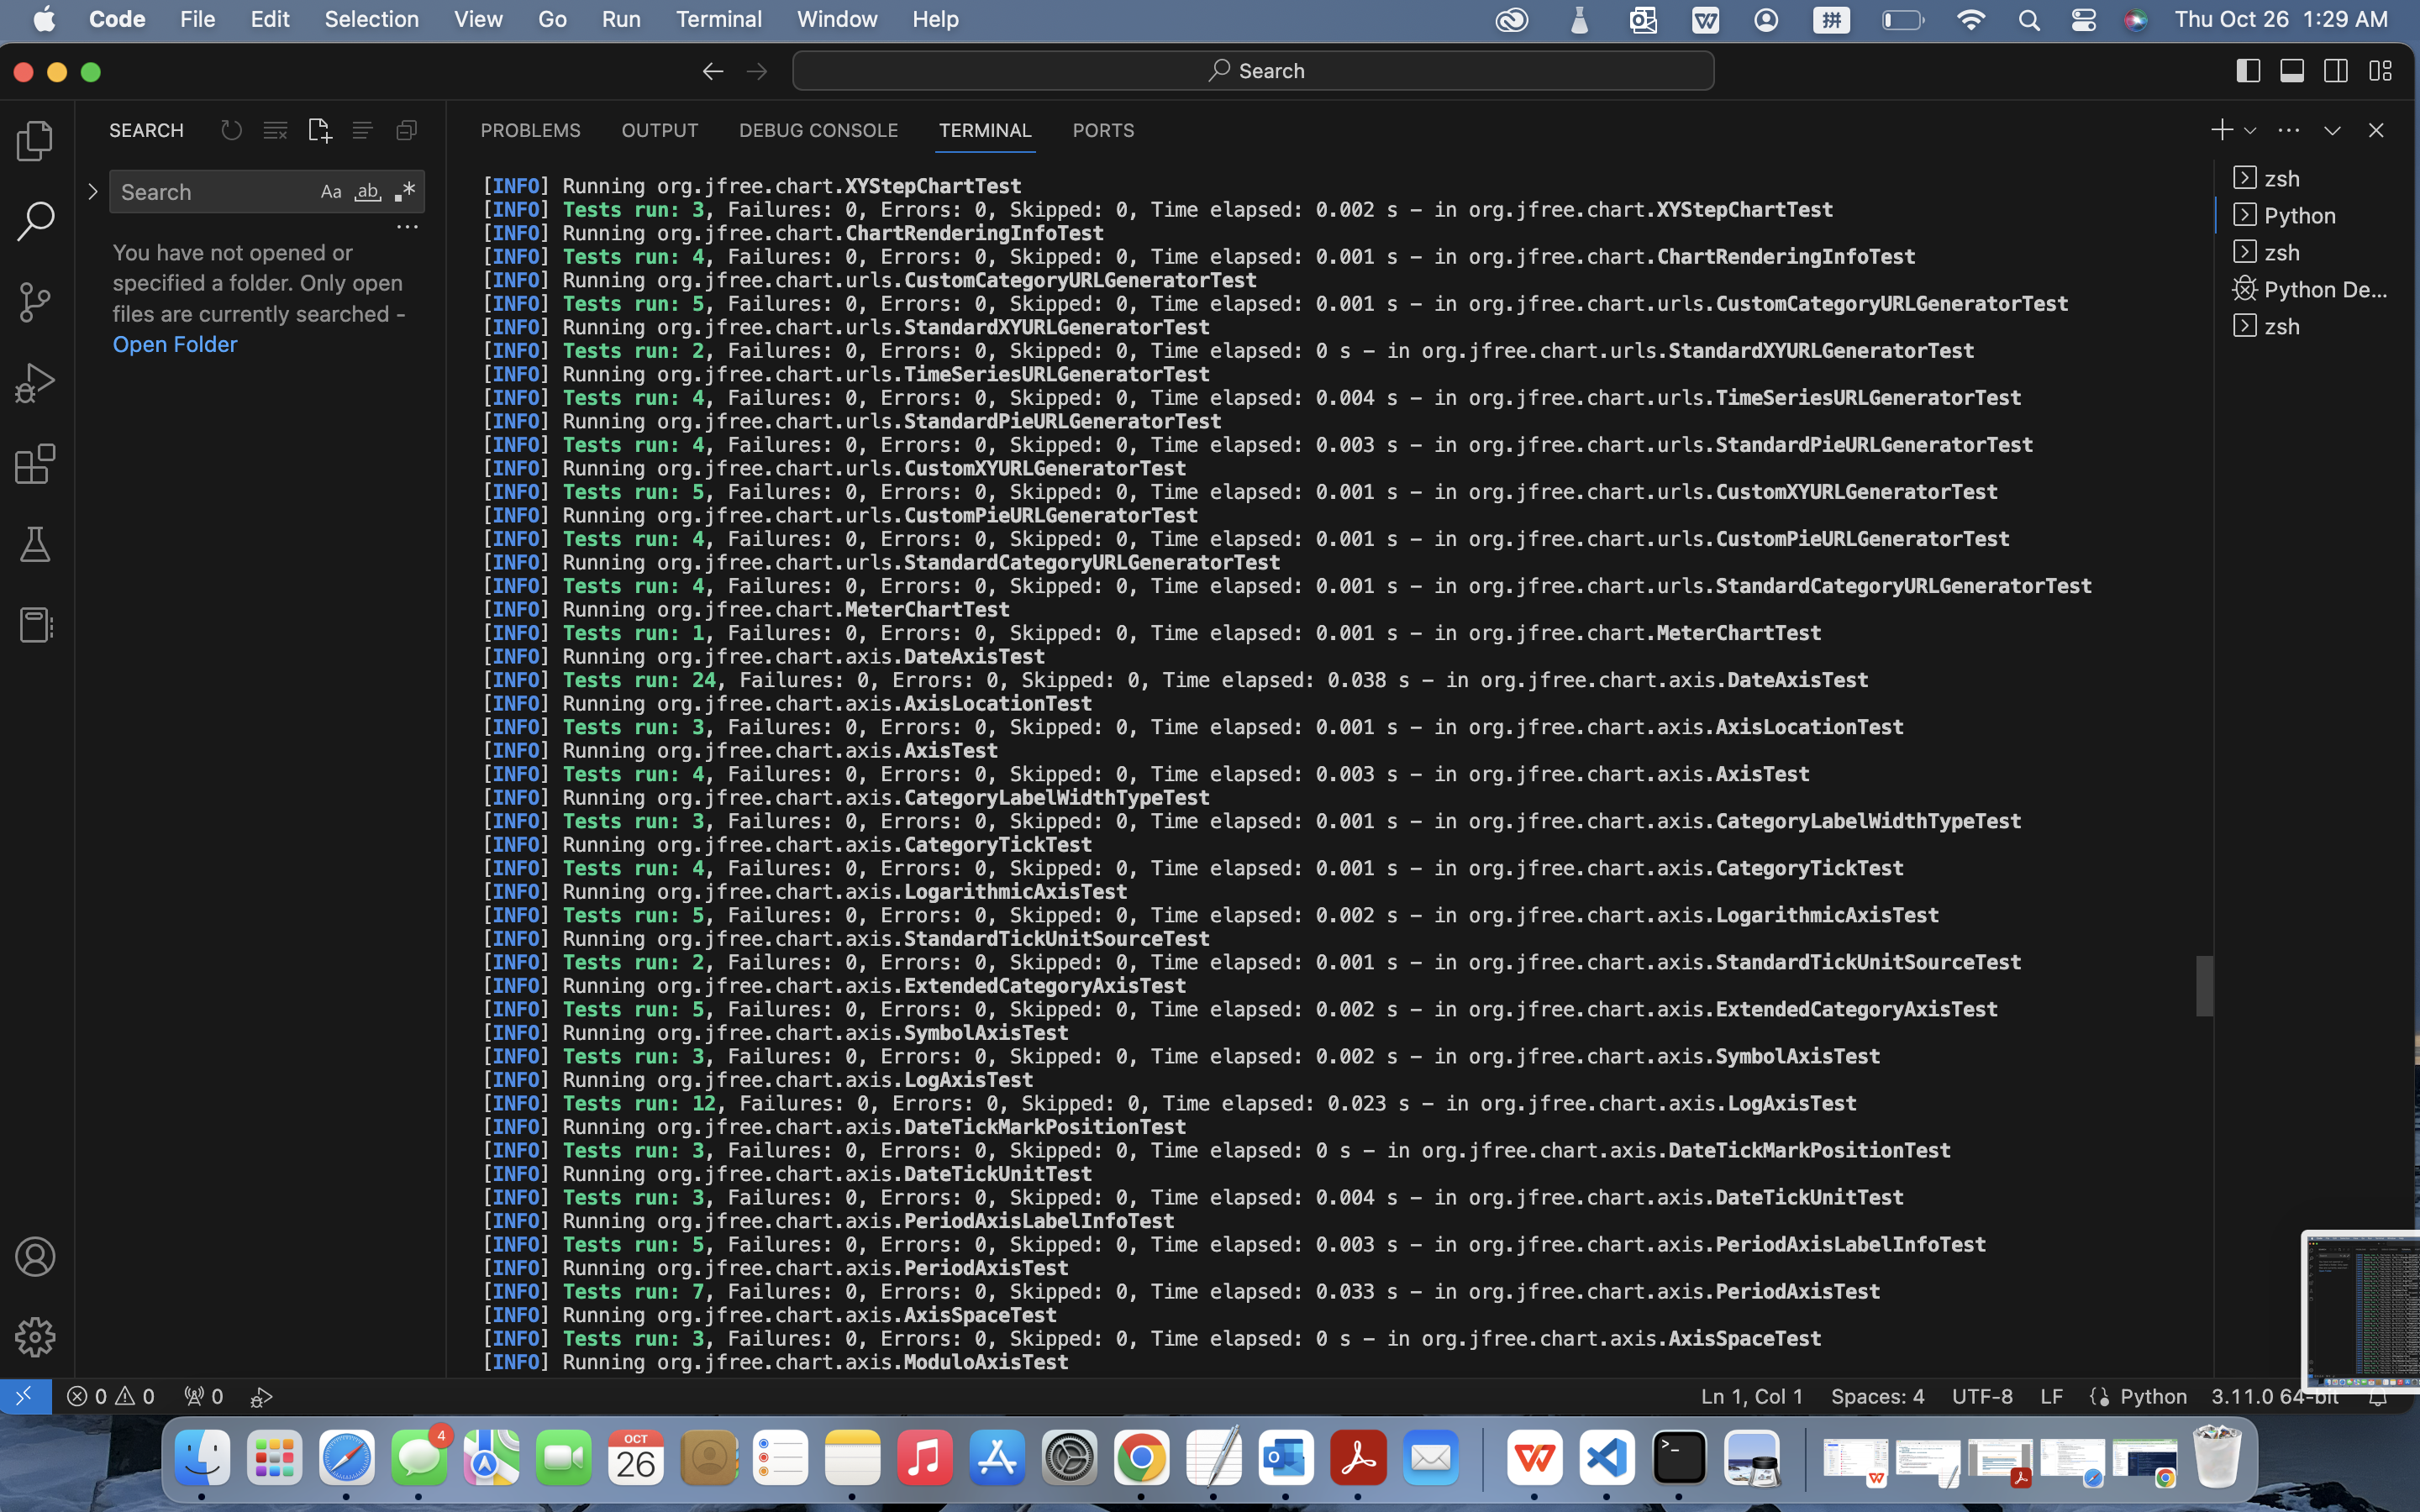 Code File Edit Selection View Go Run Terminal Window Help
拼 Thu Oct 26 1:29 AM
Search
SEARCH
Search Aa ab
You have not opened or
specified a folder. Only open
files are currently searched -
Open Folder
PROBLEMS OUTPUT DEBUG CONSOLE TERMINAL PORTS
[INFO] Running org.jfree.chart.XYStepChartTest
[INFO] Tests run: 3, Failures: 0, Errors: 0, Skipped: 0, Time elapsed: 0.002 s - in org.jfree.chart.XYStepChartTest
[INFO] Running org.jfree.chart.ChartRenderingInfoTest
[INFO] Tests run: 4, Failures: 0, Errors: 0, Skipped: 0, Time elapsed: 0.001 s - in org.jfree.chart.ChartRenderingInfoTest
[INFO] Running org.jfree.chart.urls.CustomCategoryURLGeneratorTest
[INFO] Tests run: 5, Failures: 0, Errors: 0, Skipped: 0, Time elapsed: 0.001 s - in org.jfree.chart.urls.CustomCategoryURLGeneratorTest
[INFO] Running org.jfree.chart.urls.StandardXYURLGeneratorTest
[INFO] Tests run: 2, Failures: 0, Errors: 0, Skipped: 0, Time elapsed: 0 s - in org.jfree.chart.urls.StandardXYURLGeneratorTest
[INFO] Running org.jfree.chart.urls.TimeSeriesURLGeneratorTest
[INFO] Tests run: 4, Failures: 0, Errors: 0, Skipped: 0, Time elapsed: 0.004 s - in org.jfree.chart.urls.TimeSeriesURLGeneratorTest
[INFO] Running org.jfree.chart.urls.StandardPieURLGeneratorTest
[INFO] Tests run: 4, Failures: 0, Errors: 0, Skipped: 0, Time elapsed: 0.003 s - in org.jfree.chart.urls.StandardPieURLGeneratorTest
[INFO] Running org.jfree.chart.urls.CustomXYURLGeneratorTest
[INFO] Tests run: 5, Failures: 0, Errors: 0, Skipped: 0, Time elapsed: 0.001 s - in org.jfree.chart.urls.CustomXYURLGeneratorTest
[INFO] Running org.jfree.chart.urls.CustomPieURLGeneratorTest
[INFO] Tests run: 4, Failures: 0, Errors: 0, Skipped: 0, Time elapsed: 0.001 s - in org.jfree.chart.urls.CustomPieURLGeneratorTest
[INFO] Running org.jfree.chart.urls.StandardCategoryURLGeneratorTest
[INFO] Tests run: 4, Failures: 0, Errors: 0, Skipped: 0, Time elapsed: 0.001 s - in org.jfree.chart.urls.StandardCategoryURLGeneratorTest
[INFO] Running org.jfree.chart.MeterChartTest
[INFO] Tests run: 1, Failures: 0, Errors: 0, Skipped: 0, Time elapsed: 0.001 s - in org.jfree.chart.MeterChartTest
[INFO] Running org.jfree.chart.axis.DateAxisTest
[INFO] Tests run: 24, Failures: 0, Errors: 0, Skipped: 0, Time elapsed: 0.038 s - in org.jfree.chart.axis.DateAxisTest
[INFO] Running org.jfree.chart.axis.AxisLocationTest
[INFO] Tests run: 3, Failures: 0, Errors: 0, Skipped: 0, Time elapsed: 0.001 s - in org.jfree.chart.axis.AxisLocationTest
[INFO] Running org.jfree.chart.axis.AxisTest
[INFO] Tests run: 4, Failures: 0, Errors: 0, Skipped: 0, Time elapsed: 0.003 s - in org.jfree.chart.axis.AxisTest
[INFO] Running org.jfree.chart.axis.CategoryLabelWidthTypeTest
[INFO] Tests run: 3, Failures: 0, Errors: 0, Skipped: 0, Time elapsed: 0.001 s - in org.jfree.chart.axis.CategoryLabelWidthTypeTest
[INFO] Running org.jfree.chart.axis.CategoryTickTest
[INFO] Tests run: 4, Failures: 0, Errors: 0, Skipped: 0, Time elapsed: 0.001 s - in org.jfree.chart.axis.CategoryTickTest
[INFO] Running org.jfree.chart.axis.LogarithmicAxisTest
[INFO] Tests run: 5, Failures: 0, Errors: 0, Skipped: 0, Time elapsed: 0.002 s - in org.jfree.chart.axis.LogarithmicAxisTest
[INFO] Running org.jfree.chart.axis.StandardTickUnitSourceTest
[INFO] Tests run: 2, Failures: 0, Errors: 0, Skipped: 0, Time elapsed: 0.001 s - in org.jfree.chart.axis.StandardTickUnitSourceTest
[INFO] Running org.jfree.chart.axis.ExtendedCategoryAxisTest
[INFO] Tests run: 5, Failures: 0, Errors: 0, Skipped: 0, Time elapsed: 0.002 s - in org.jfree.chart.axis.ExtendedCategoryAxisTest
[INFO] Running org.jfree.chart.axis.SymbolAxisTest
[INFO] Tests run: 3, Failures: 0, Errors: 0, Skipped: 0, Time elapsed: 0.002 s - in org.jfree.chart.axis.SymbolAxisTest
[INFO] Running org.jfree.chart.axis.LogAxisTest
[INFO] Tests run: 12, Failures: 0, Errors: 0, Skipped: 0, Time elapsed: 0.023 s - in org.jfree.chart.axis.LogAxisTest
[INFO] Running org.jfree.chart.axis.DateTickMarkPositionTest
[INFO] Tests run: 3, Failures: 0, Errors: 0, Skipped: 0, Time elapsed: 0 s - in org.jfree.chart.axis.DateTickMarkPositionTest
[INFO] Running org.jfree.chart.axis.DateTickUnitTest
[INFO] Tests run: 3, Failures: 0, Errors: 0, Skipped: 0, Time elapsed: 0.004 s - in org.jfree.chart.axis.DateTickUnitTest
[INFO] Running org.jfree.chart.axis.PeriodAxisLabelInfoTest
[INFO] Tests run: 5, Failures: 0, Errors: 0, Skipped: 0, Time elapsed: 0.003 s - in org.jfree.chart.axis.PeriodAxisLabelInfoTest
[INFO] Running org.jfree.chart.axis.PeriodAxisTest
[INFO] Tests run: 7, Failures: 0, Errors: 0, Skipped: 0, Time elapsed: 0.033 s - in org.jfree.chart.axis.PeriodAxisTest
[INFO] Running org.jfree.chart.axis.AxisSpaceTest
[INFO] Tests run: 3, Failures: 0, Errors: 0, Skipped: 0, Time elapsed: 0 s - in org.jfree.chart.axis.AxisSpaceTest
[INFO] Running org.jfree.chart.axis.ModuloAxisTest
zsh
Python
zsh
Python De...
zsh
0 0 0
Ln 1, Col 1 Spaces: 4 UTF-8 LF Python 3.11.0 64-bit
4
OCT
26